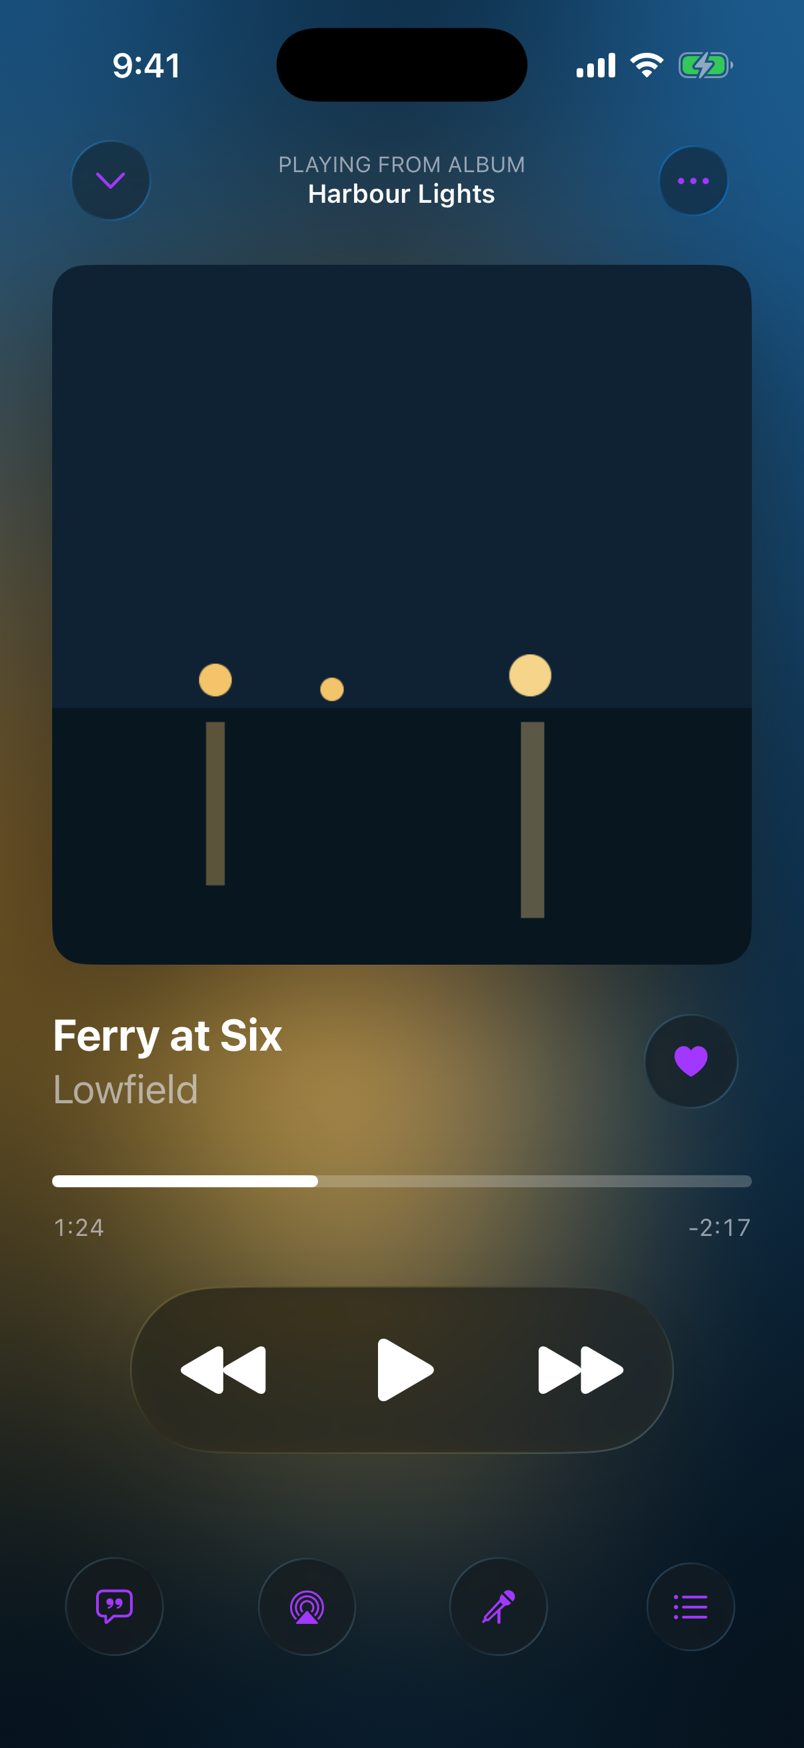 9:41
PLAYING FROM ALBUM
Harbour Lights
Ferry at Six
Lowfield
1:24
-2:17